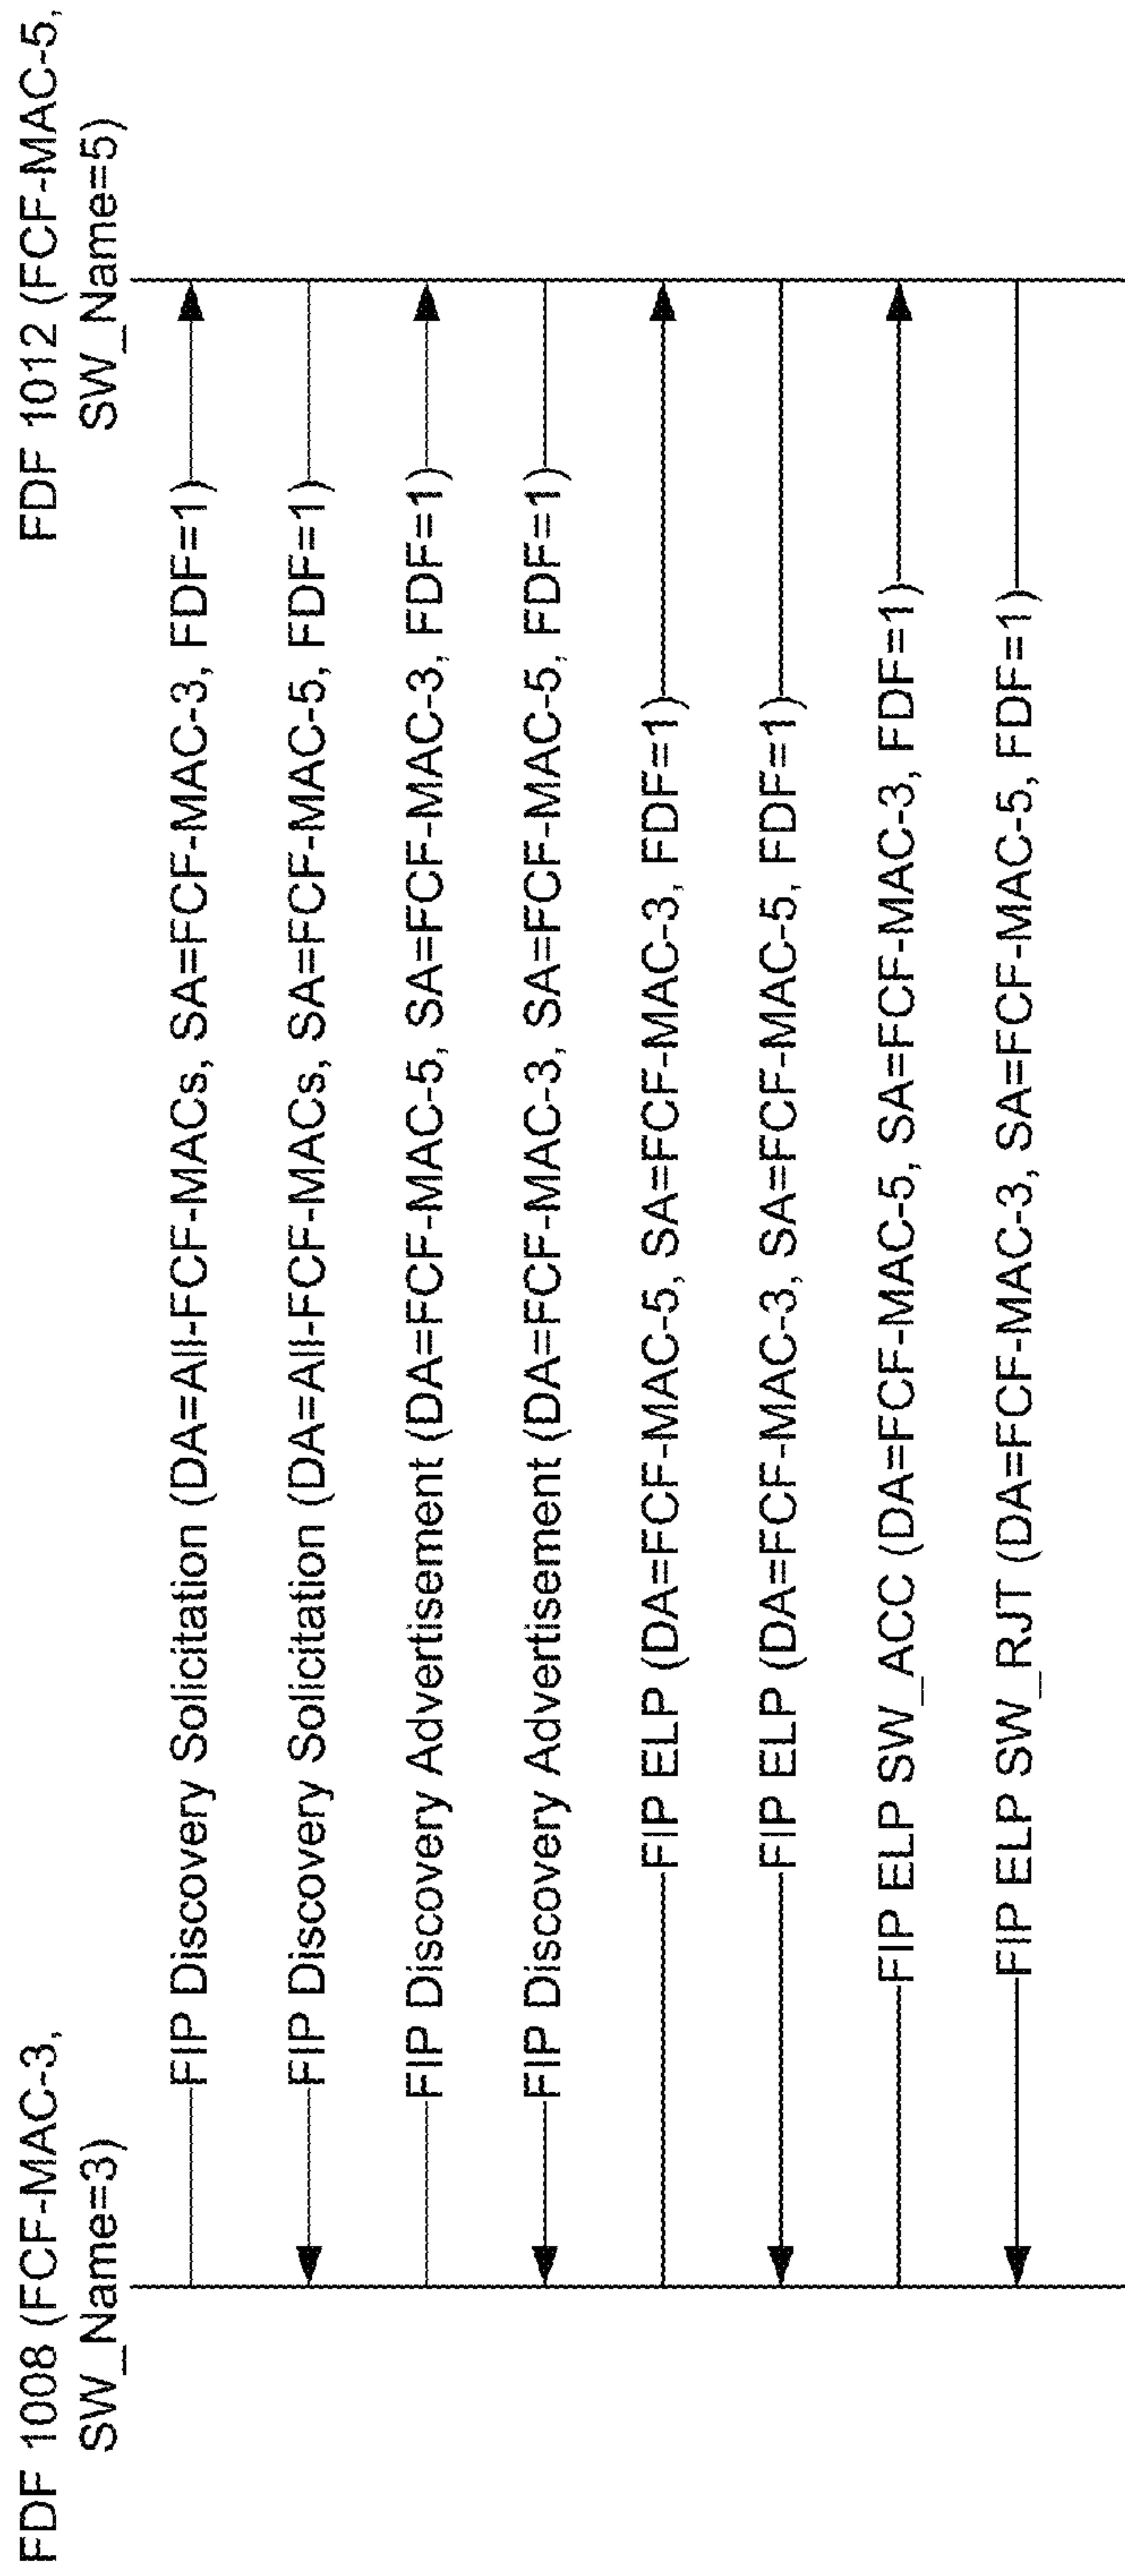 FDF 1008 (FCF-MAC-3,
SW_Name=3)
FDF 1012 (FCF-MAC-5,
SW_Name=5)
FIP Discovery Solicitation (DA=All-FCF-MACs, SA=FCF-MAC-3, FDF=1)
FIP Discovery Solicitation (DA=All-FCF-MACs, SA=FCF-MAC-5, FDF=1)
FIP Discovery Advertisement (DA=FCF-MAC-5, SA=FCF-MAC-3, FDF=1)
FIP Discovery Advertisement (DA=FCF-MAC-3, SA=FCF-MAC-5, FDF=1)
FIP ELP (DA=FCF-MAC-5, SA=FCF-MAC-3, FDF=1)
FIP ELP (DA=FCF-MAC-3, SA=FCF-MAC-5, FDF=1)
FIP ELP SW_ACC (DA=FCF-MAC-5, SA=FCF-MAC-3, FDF=1)
FIP ELP SW_RJT (DA=FCF-MAC-3, SA=FCF-MAC-5, FDF=1)